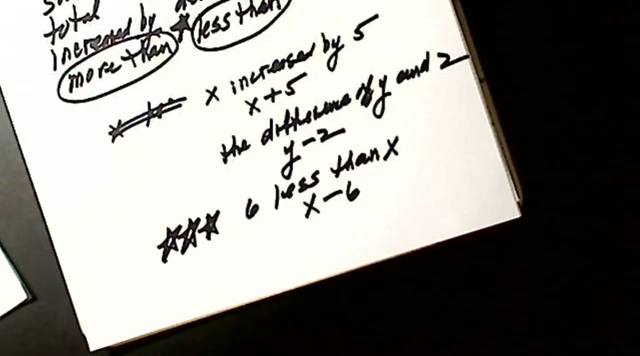 total
increased by
more than less than
x increased by 5
x + 5
the difference of y and 2
y - 2
6 less than x
x - 6